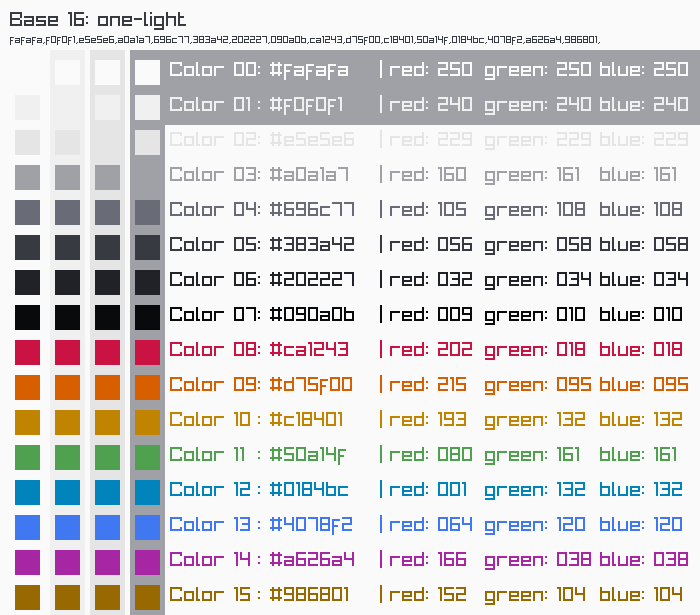 Base 16: one-light
fafafa,f0f0f1,e5e5e6,a0a1a7,696c77,383a42,202227,090a0b,ca1243,d75f00,c18401,50a14f,0184bc,4078f2,a626a4,986801,
Color 00: #fafafa | red: 250 green: 250 blue: 250
Color 01: #f0f0f1 | red: 240 green: 240 blue: 240
Color 02: #e5e5e6 | red: 229 green: 229 blue: 229
Color 03: #a0a1a7 | red: 160 green: 161 blue: 161
Color 04: #696c77 | red: 105 green: 108 blue: 108
Color 05: #383a42 | red: 056 green: 058 blue: 058
Color 06: #202227 | red: 032 green: 034 blue: 034
Color 07: #090a0b | red: 009 green: 010 blue: 010
Color 08: #ca1243 | red: 202 green: 018 blue: 018
Color 09: #d75f00 | red: 215 green: 095 blue: 095
Color 10 : #c18401 | red: 193 green: 132 blue: 132
Color 11 : #50a14f | red: 080 green: 161 blue: 161
Color 12 : #0184bc | red: 001 green: 132 blue: 132
Color 13 : #4078f2 | red: 064 green: 120 blue: 120
Color 14 : #a626a4 | red: 166 green: 038 blue: 038
Color 15 : #986801 | red: 152 green: 104 blue: 104